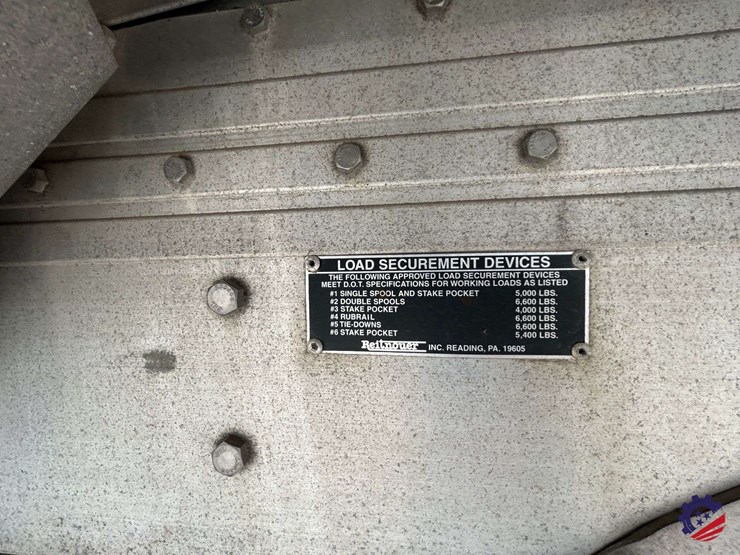 LOAD SECUREMENT DEVICES
THE FOLLOWING APPROVED LOAD SECUREMENT DEVICES
MEET D.O.T. SPECIFICATIONS FOR WORKING LOADS AS LISTED
#1 SINGLE SPOOL AND STAKE POCKET 5,000 LBS.
#2 DOUBLE SPOOLS 6,600 LBS.
#3 STAKE POCKET 4,000 LBS.
#4 RUBRAIL 6,600 LBS.
#5 TIE-DOWNS 6,600 LBS.
#6 STAKE POCKET 5,400 LBS.
Reitnouer INC. READING, PA. 19605